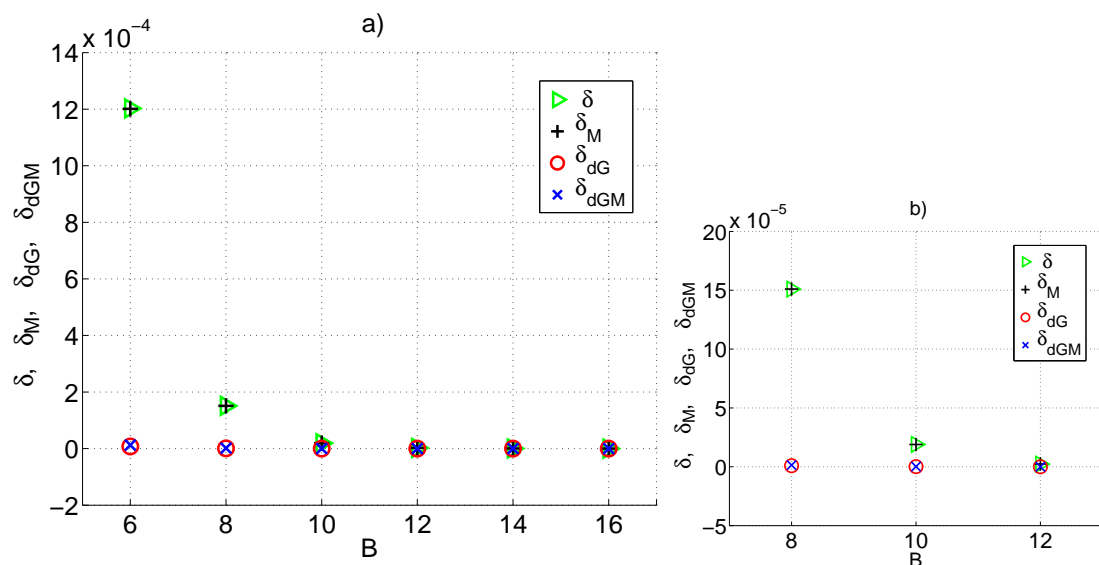 a)
x 10⁻⁴
14
12
10
8
6
4
2
0
−2
6 8 10 12 14 16
B
δ, δ_M, δ_dG, δ_dGM
δ
δ_M
δ_dG
δ_dGM
b)
x 10⁻⁵
20
15
10
5
0
−5
8 10 12
B
δ, δ_M, δ_dG, δ_dGM
δ
δ_M
δ_dG
δ_dGM